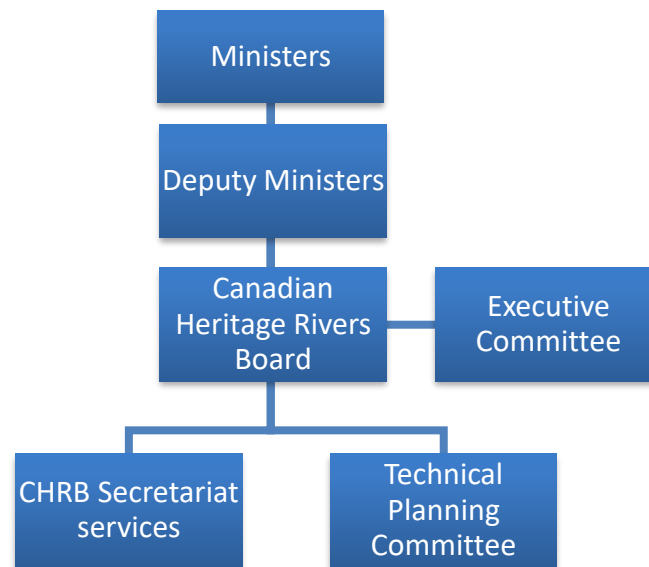 Ministers
Deputy Ministers
Canadian
Heritage Rivers
Board
Executive
Committee
CHRB Secretariat
services
Technical
Planning
Committee